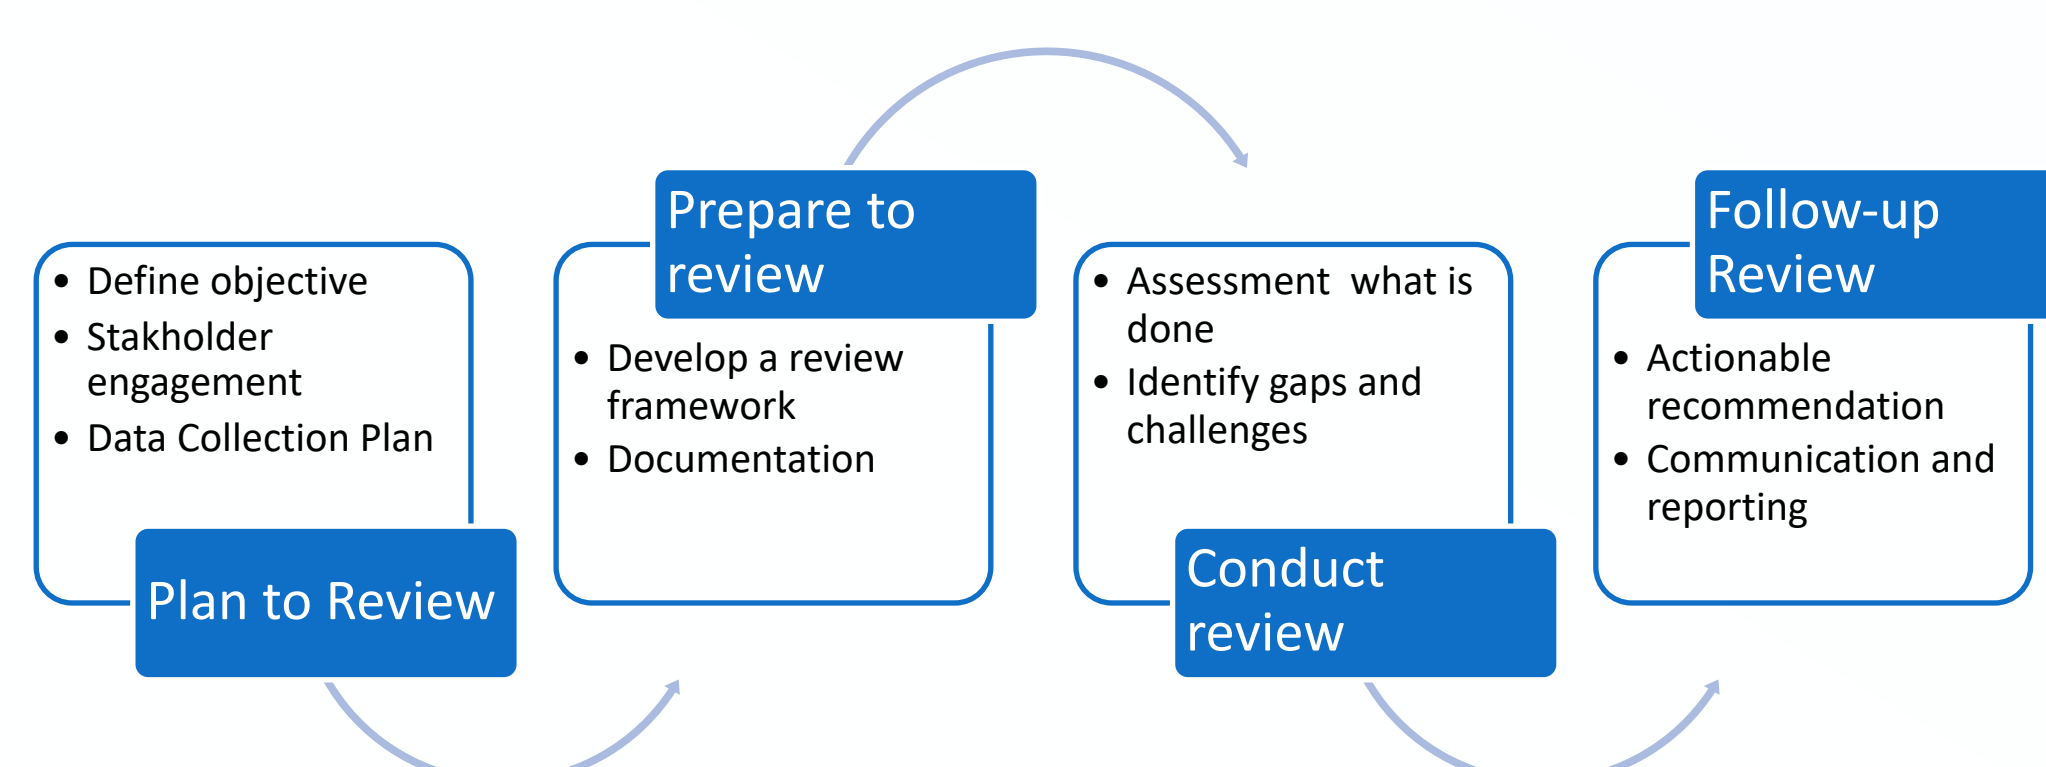 • Define objective
• Stakholder
engagement
• Data Collection Plan
Plan to Review
Prepare to
review
• Develop a review
framework
• Documentation
• Assessment  what is
done
• Identify gaps and
challenges
Conduct
review
Follow-up
Review
• Actionable
recommendation
• Communication and
reporting